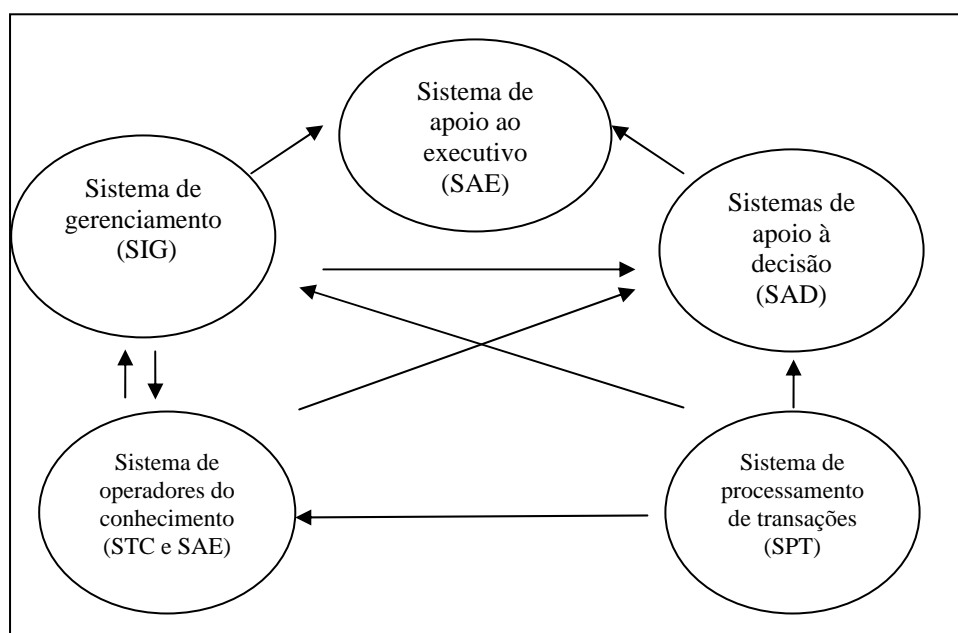 Sistema de
apoio ao
executivo
(SAE)
Sistema de
gerenciamento
(SIG)
Sistemas de
apoio à
decisão
(SAD)
Sistema de
operadores do
conhecimento
(STC e SAE)
Sistema de
processamento
de transações
(SPT)